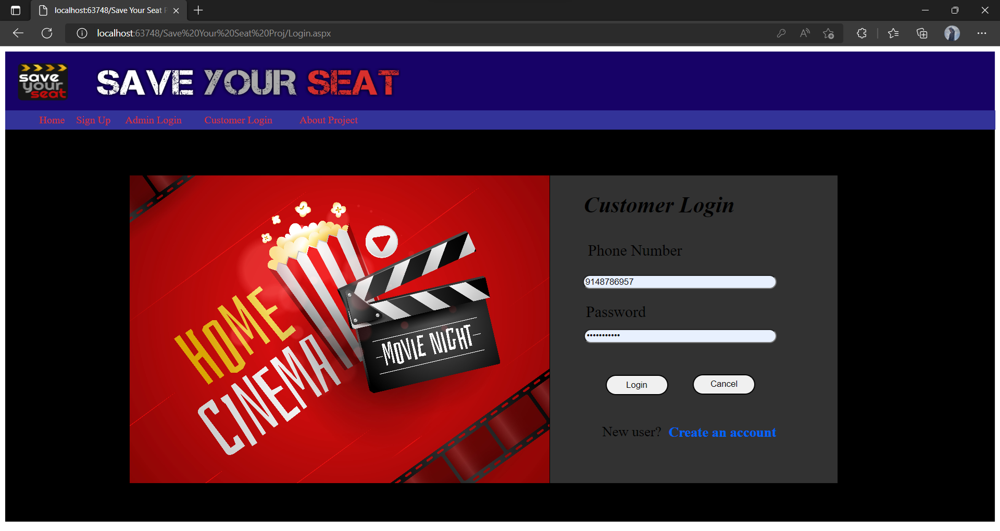 localhost:63748/Save Your Seat P
localhost:63748/Save%20Your%20Seat%20Proj/Login.aspx
save
your
seat
SAVE YOUR SEAT
Home Sign Up Admin Login Customer Login About Project
HOME
CINEMA
MOVIE NIGHT
Customer Login
Phone Number
9148786957
Password
•••••••••••
Login Cancel
New user? Create an account